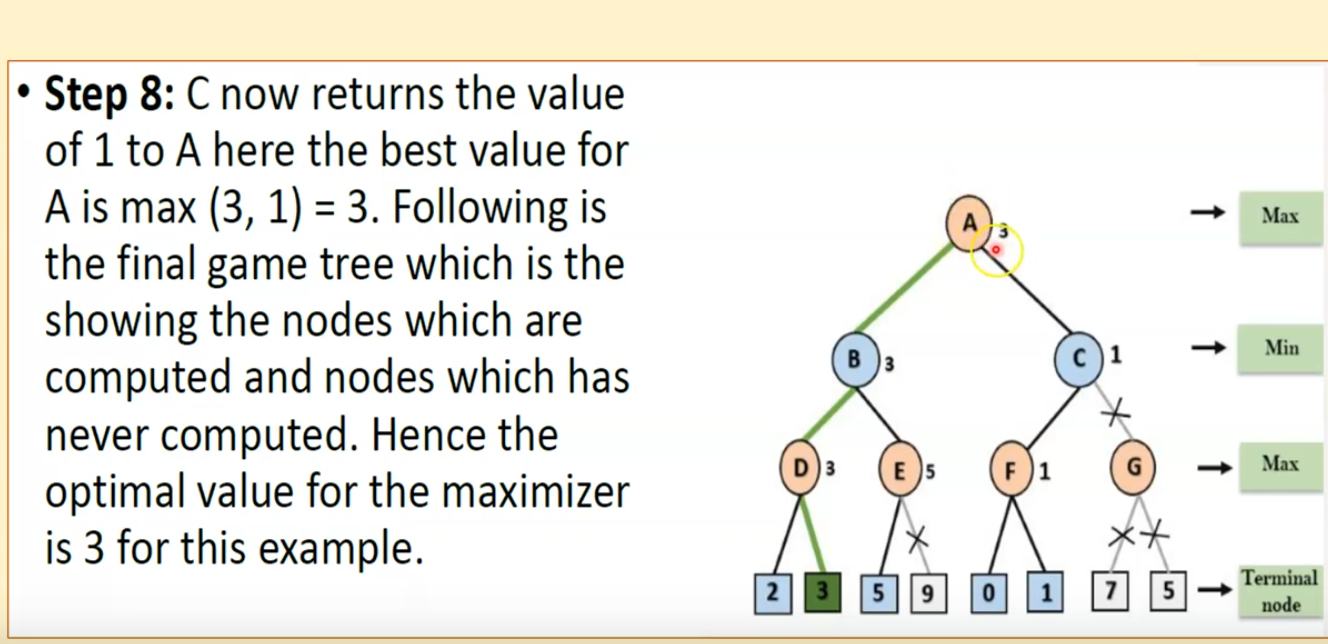 • Step 8: C now returns the value
of 1 to A here the best value for
A is max (3, 1) = 3. Following is
the final game tree which is the
showing the nodes which are
computed and nodes which has
never computed. Hence the
optimal value for the maximizer
is 3 for this example.
A 3 Max
B 3 C 1 Min
D 3 E 5 F 1 G Max
2 3 5 9 0 1 7 5 Terminal
node